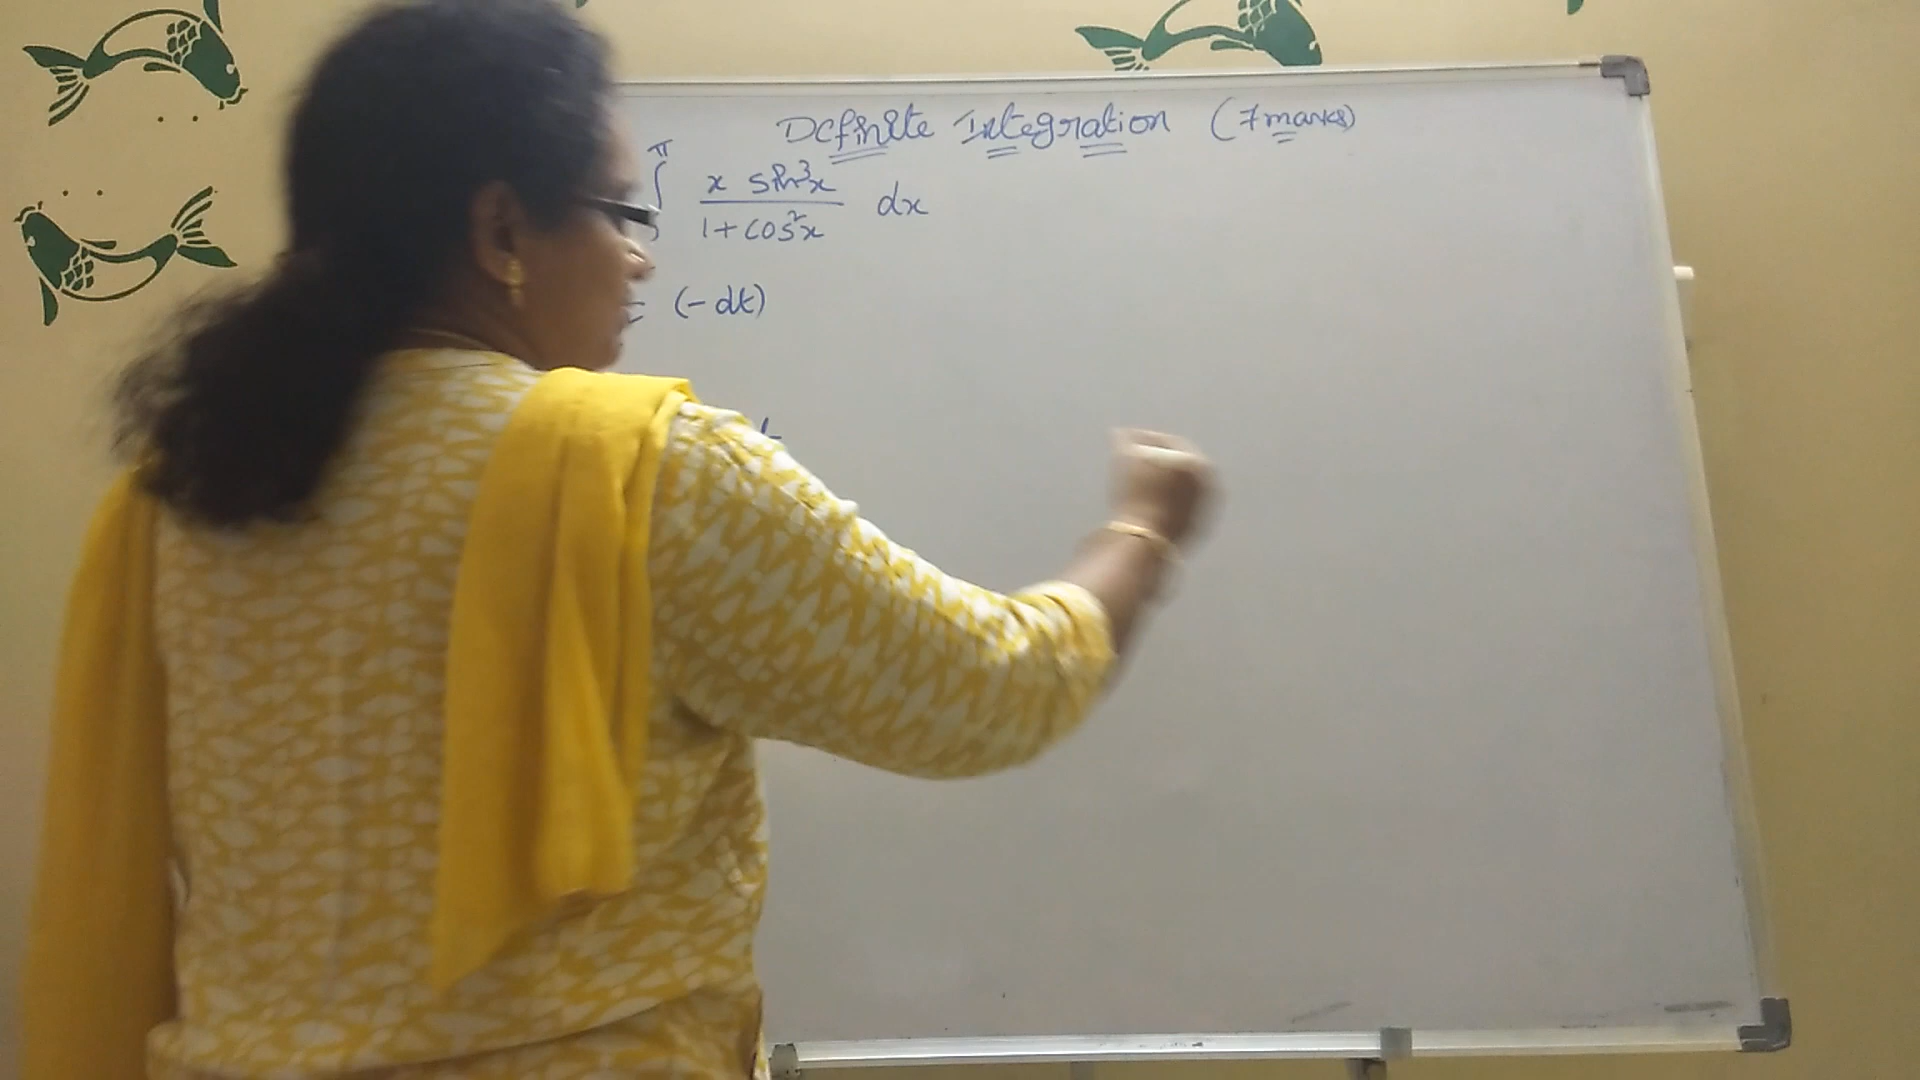 Definite Integration (7 marks)
∫ π x sin³x / 1+cos²x dx
= (-dt)
t